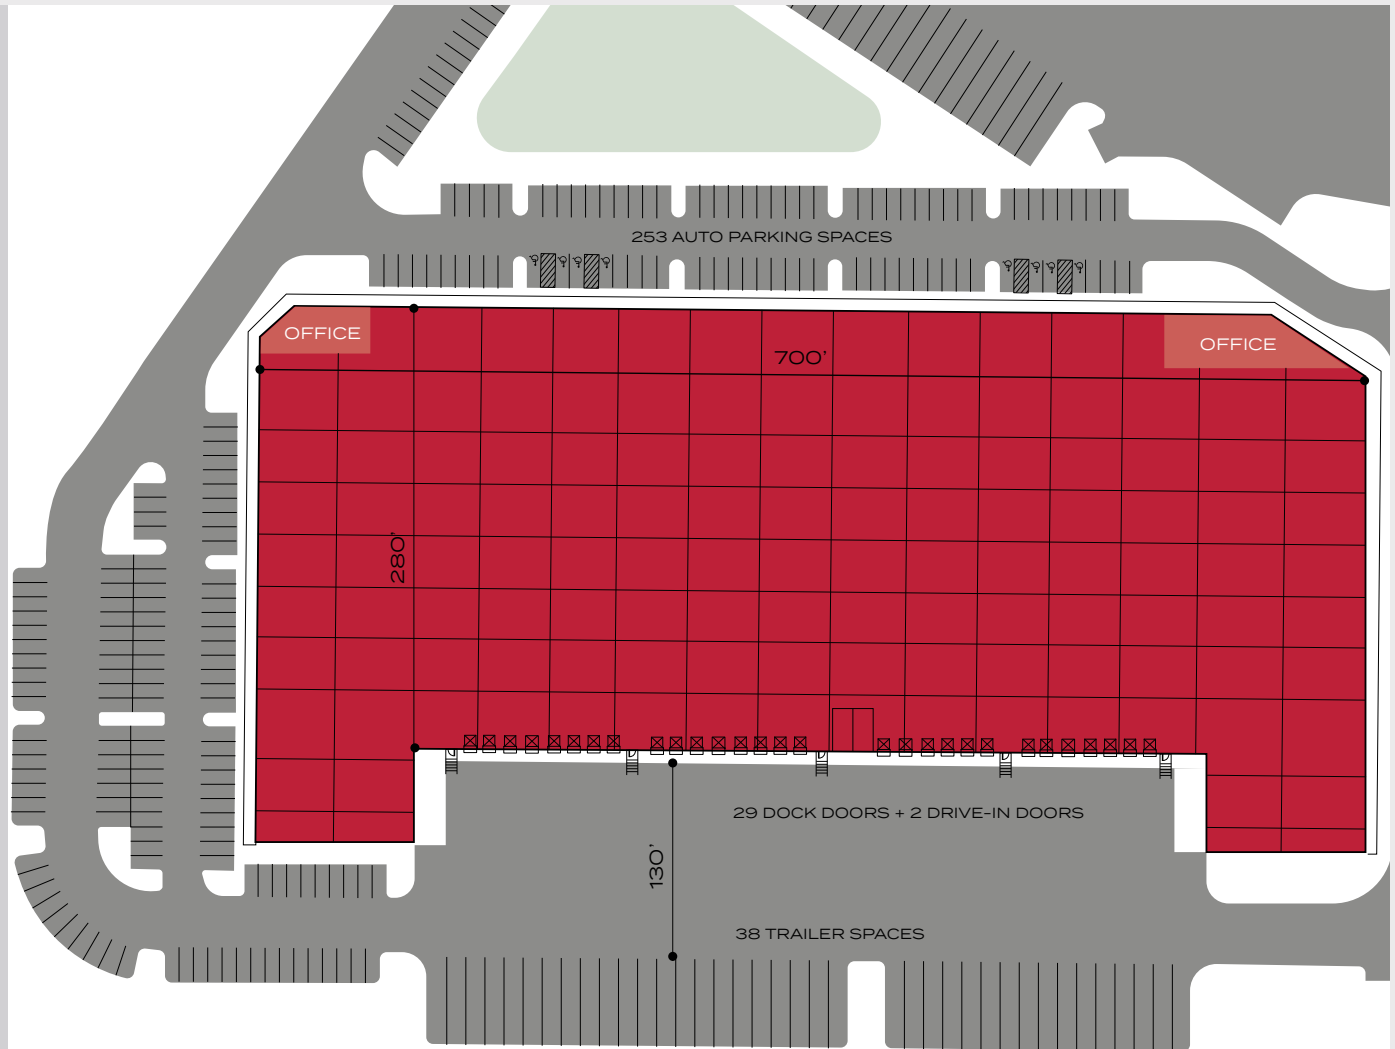 253 AUTO PARKING SPACES
OFFICE
OFFICE
700'
280'
29 DOCK DOORS + 2 DRIVE-IN DOORS
130'
38 TRAILER SPACES